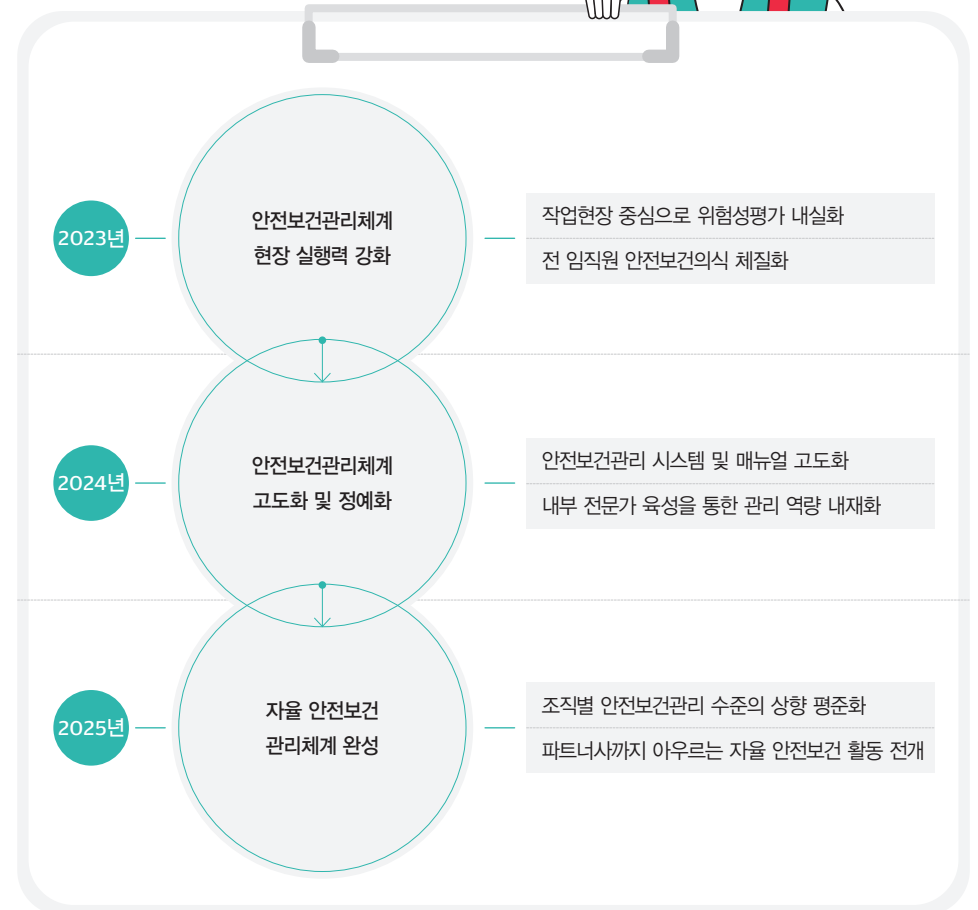 2023년
안전보건관리체계
현장 실행력 강화
작업현장 중심으로 위험성평가 내실화
전 임직원 안전보건의식 체질화
2024년
안전보건관리체계
고도화 및 정예화
안전보건관리 시스템 및 매뉴얼 고도화
내부 전문가 육성을 통한 관리 역량 내재화
2025년
자율 안전보건
관리체계 완성
조직별 안전보건관리 수준의 상향 평준화
파트너사까지 아우르는 자율 안전보건 활동 전개